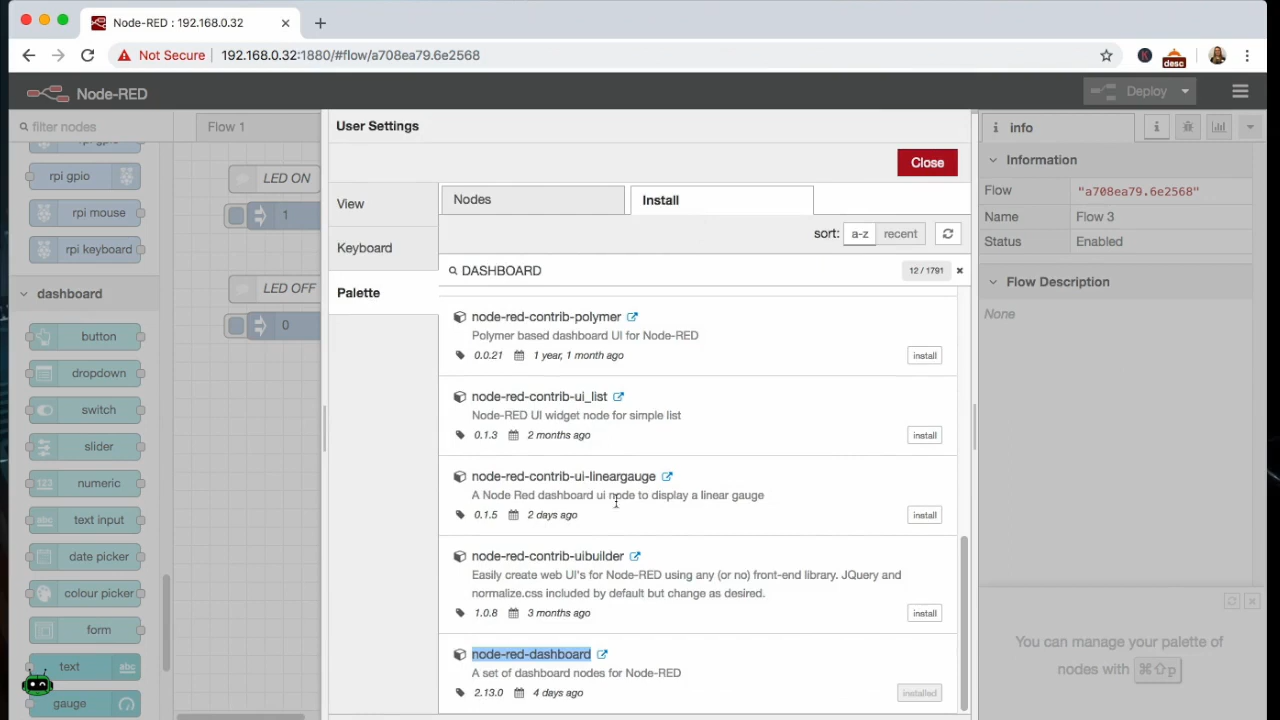 Node-RED : 192.168.0.32
Not Secure
192.168.0.32:1880/#flow/a708ea79.6e2568
K
desc
Node-RED
Deploy
filter nodes
Flow 1
User Settings
info
Close
Information
Flow
"a708ea79.6e2568"
Name
Flow 3
Status
Enabled
Flow Description
None
rpi gpio
rpi mouse
rpi keyboard
dashboard
button
dropdown
switch
slider
numeric
123
text input
abc
date picker
colour picker
form
text
abc
gauge
LED ON
1
LED OFF
0
View
Keyboard
Palette
Nodes
Install
sort:
a-z
recent
DASHBOARD
12 / 1791
node-red-contrib-polymer
Polymer based dashboard UI for Node-RED
0.0.21
1 year, 1 month ago
install
node-red-contrib-ui_list
Node-RED UI widget node for simple list
0.1.3
2 months ago
install
node-red-contrib-ui-lineargauge
A Node Red dashboard ui node to display a linear gauge
0.1.5
2 days ago
install
node-red-contrib-uibuilder
Easily create web UI's for Node-RED using any (or no) front-end library. JQuery and
normalize.css included by default but change as desired.
1.0.8
3 months ago
install
node-red-dashboard
A set of dashboard nodes for Node-RED
2.13.0
4 days ago
installed
You can manage your palette of
nodes with ⌘⇧p